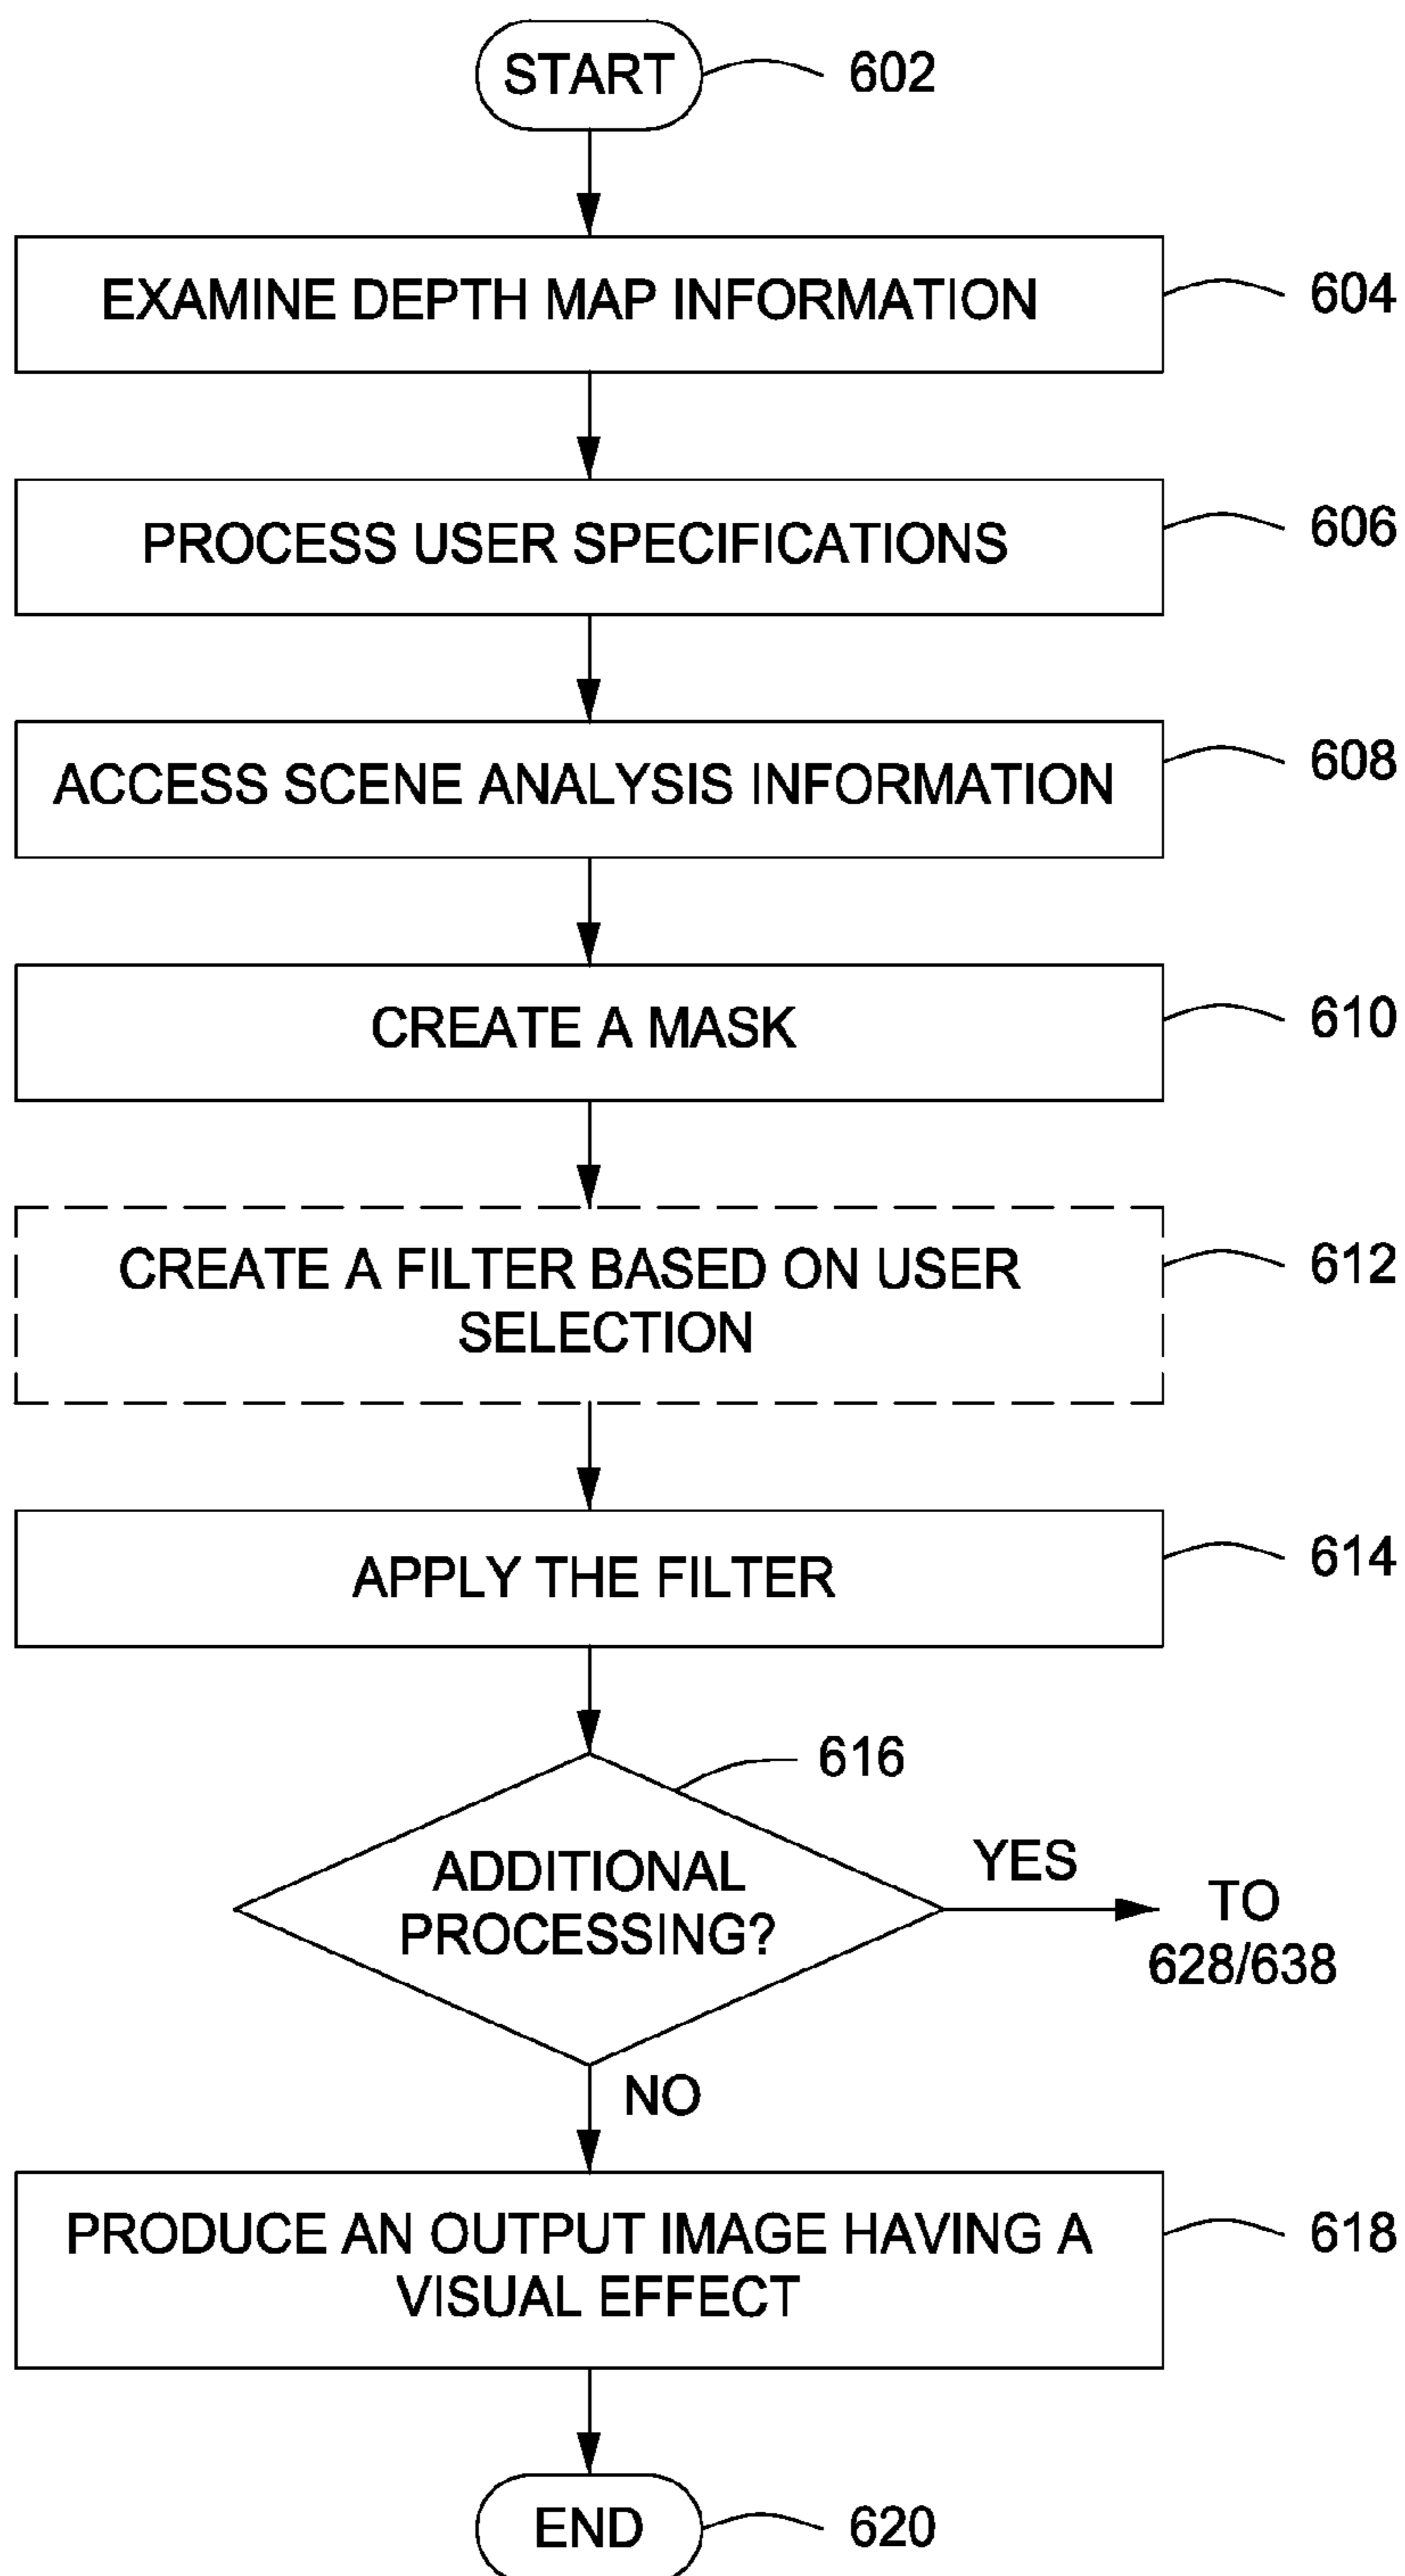 START
602
EXAMINE DEPTH MAP INFORMATION
604
PROCESS USER SPECIFICATIONS
606
ACCESS SCENE ANALYSIS INFORMATION
608
CREATE A MASK
610
CREATE A FILTER BASED ON USER
SELECTION
612
APPLY THE FILTER
614
616
ADDITIONAL
PROCESSING?
YES
TO
628/638
NO
PRODUCE AN OUTPUT IMAGE HAVING A
VISUAL EFFECT
618
END
620